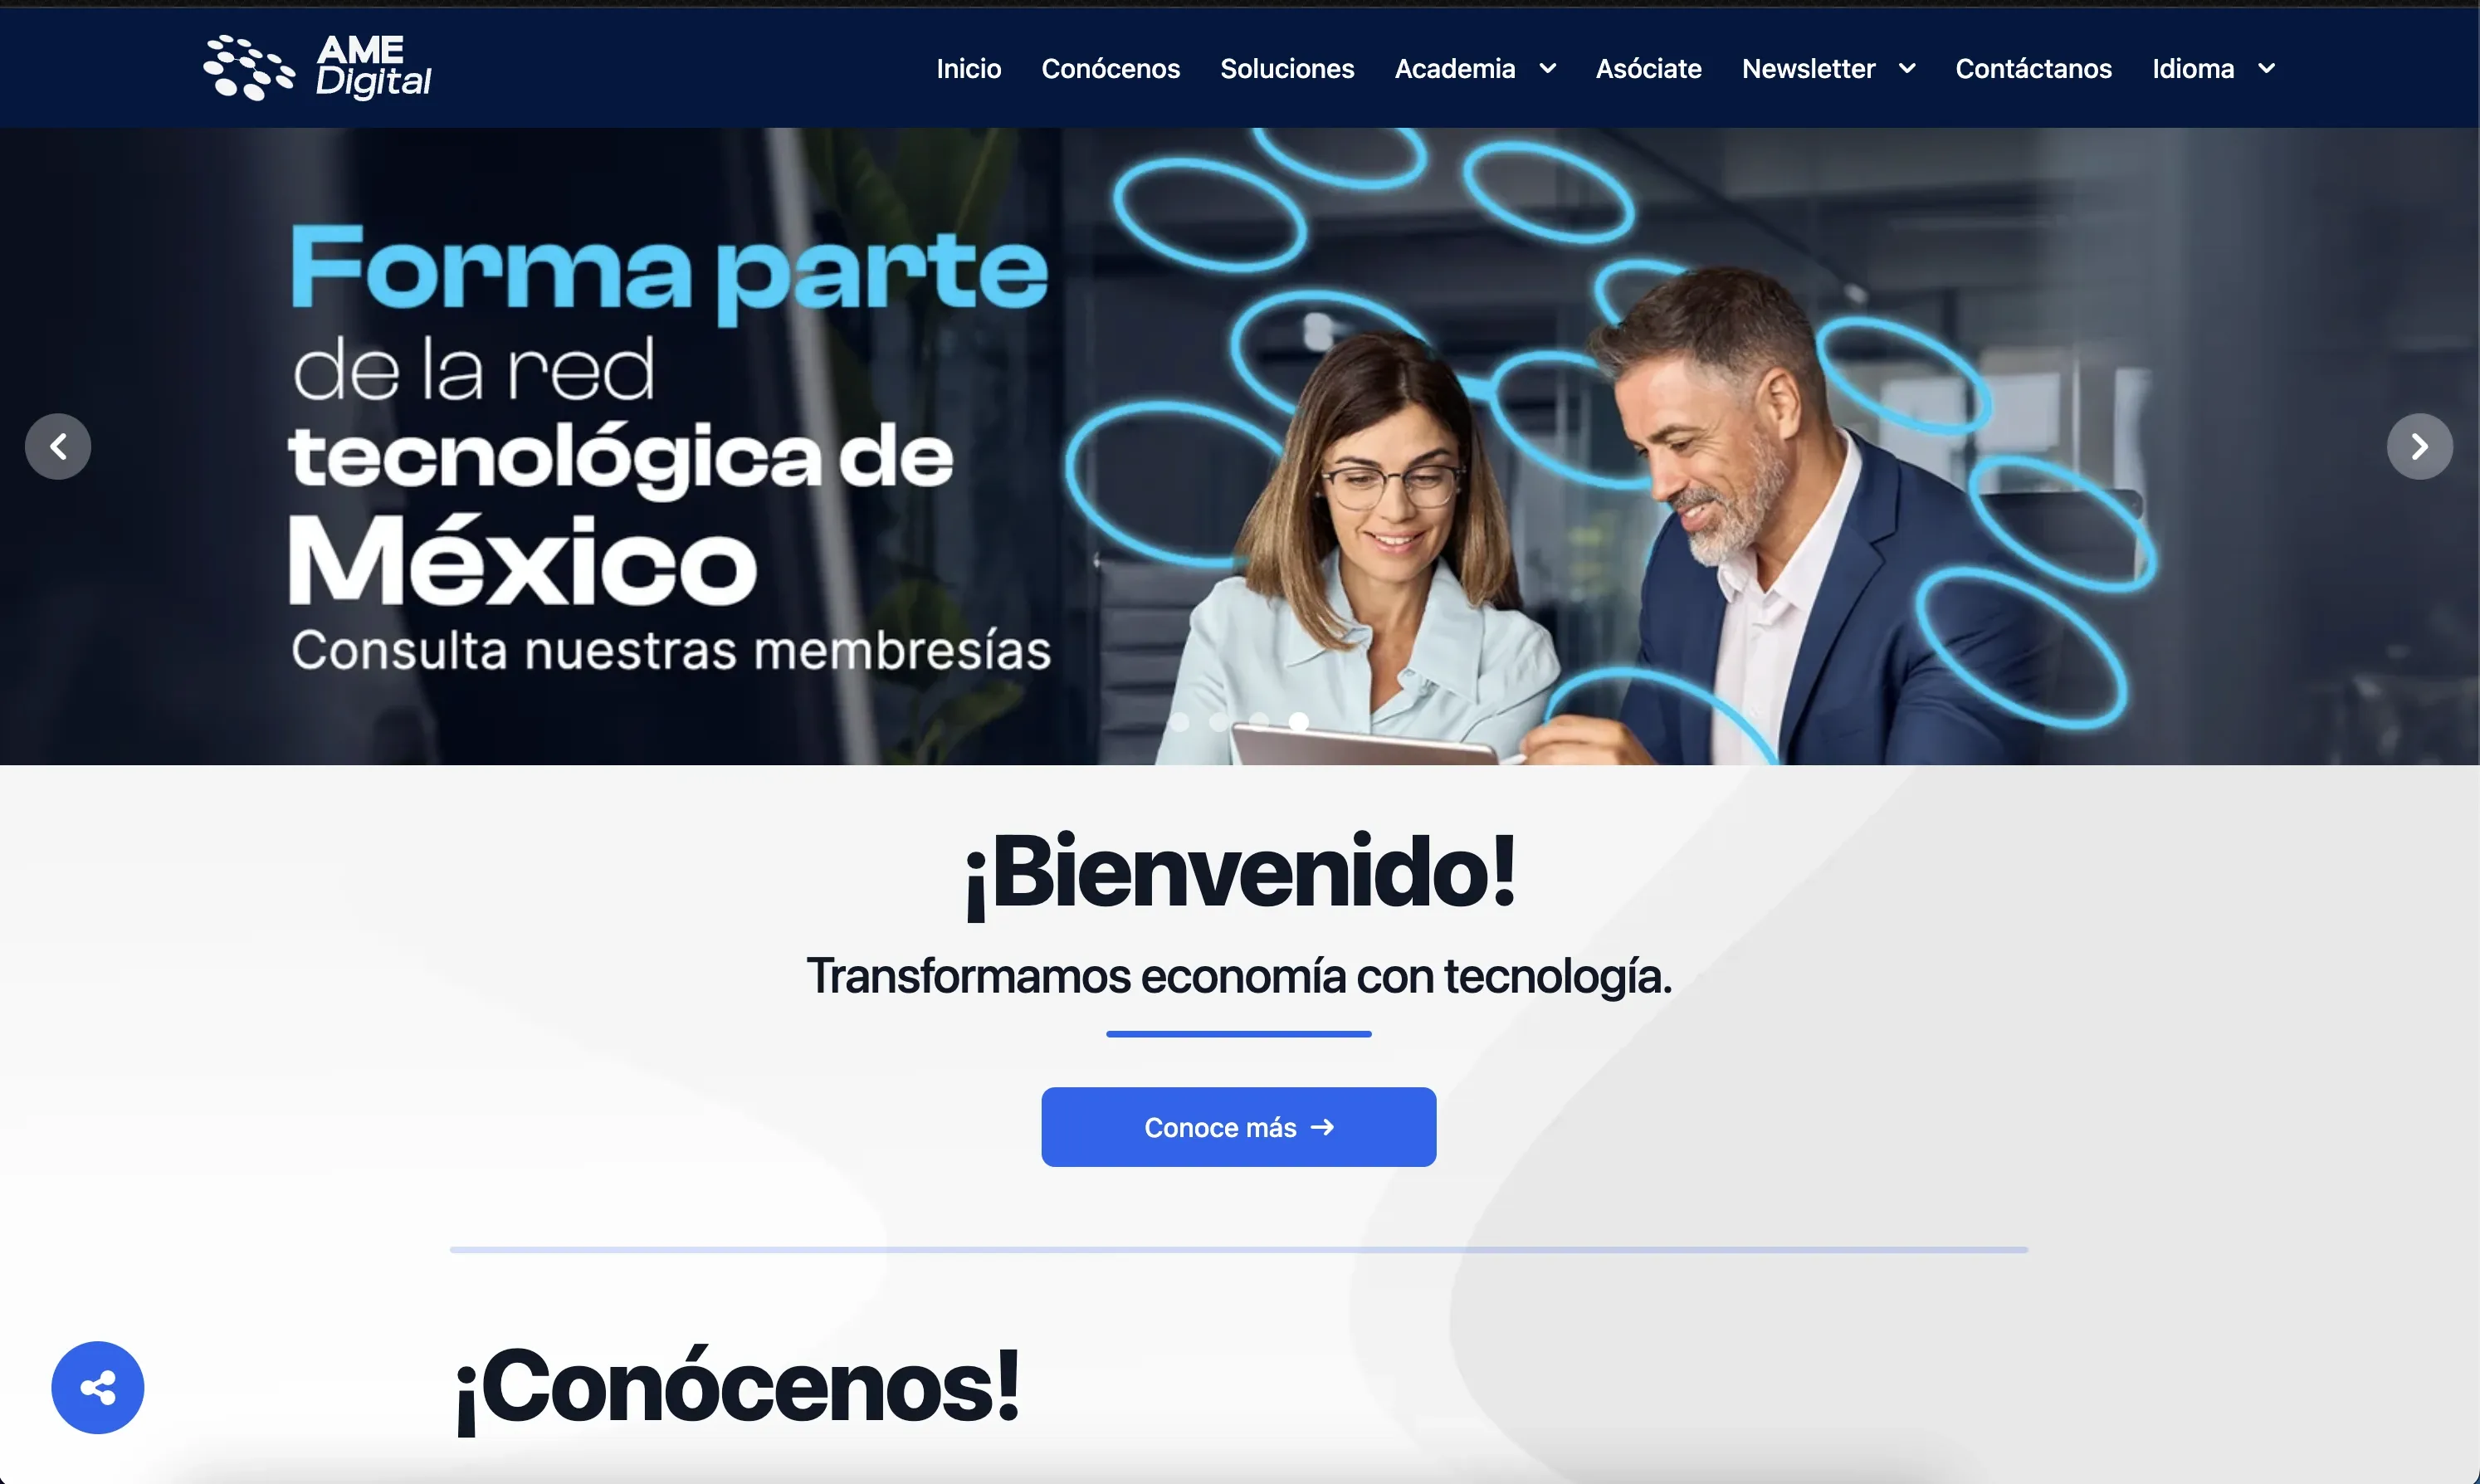 AME
Digital
Inicio Conócenos Soluciones Academia Asóciate Newsletter Contáctanos Idioma
Forma parte
de la red
tecnológica de
México
Consulta nuestras membresías
¡Bienvenido!
Transformamos economía con tecnología.
Conoce más →
¡Conócenos!